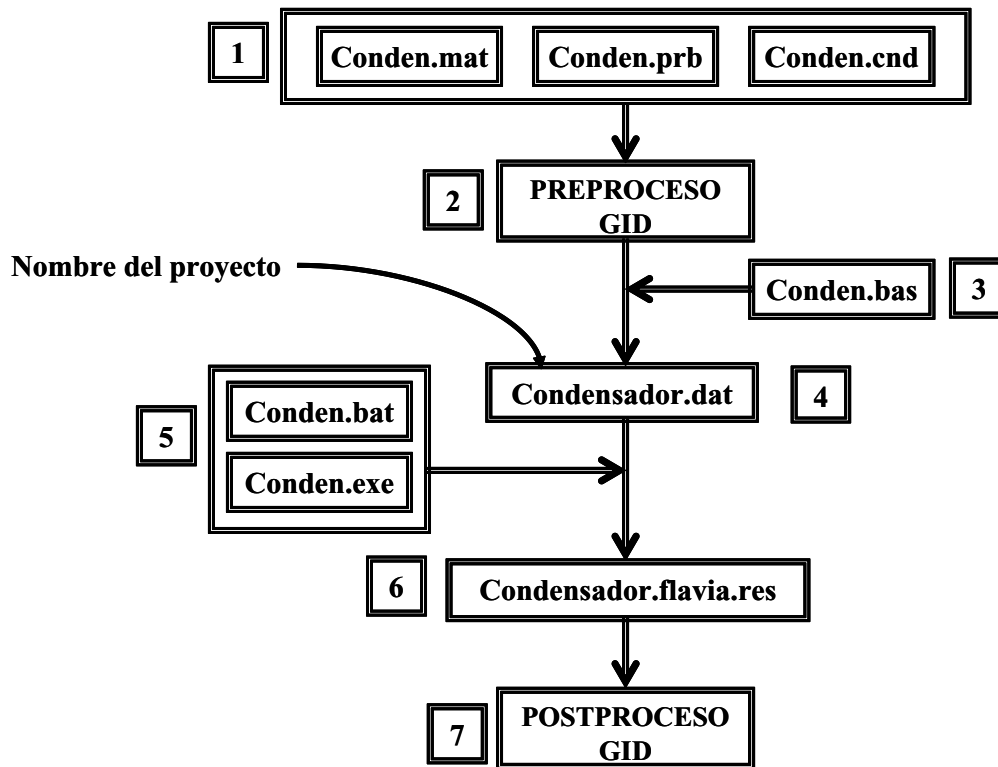 1
Conden.mat
Conden.prb
Conden.cnd
2
PREPROCESO
GID
Nombre del proyecto
Conden.bas
3
Condensador.dat
4
5
Conden.bat
Conden.exe
6
Condensador.flavia.res
7
POSTPROCESO
GID